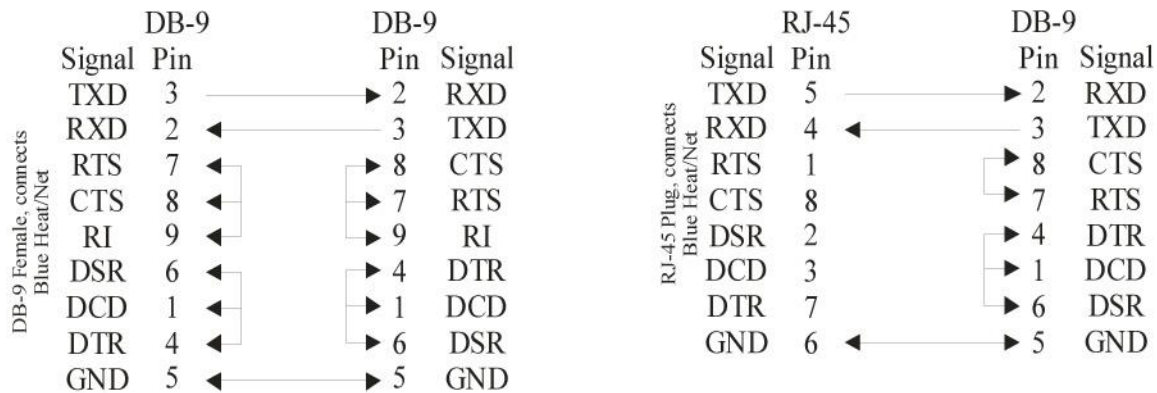 DB-9 DB-9
Signal Pin Pin Signal
TXD 3 2 RXD
RXD 2 3 TXD
RTS 7 8 CTS
CTS 8 7 RTS
RI 9 9 RI
DSR 6 4 DTR
DCD 1 1 DCD
DTR 4 6 DSR
GND 5 5 GND
DB-9 Female, connects
Blue Heat/Net
RJ-45 DB-9
Signal Pin Pin Signal
TXD 5 2 RXD
RXD 4 3 TXD
RTS 1 8 CTS
CTS 8 7 RTS
DSR 2 4 DTR
DCD 3 1 DCD
DTR 7 6 DSR
GND 6 5 GND
RJ-45 Plug, connects
Blue Heat/Net